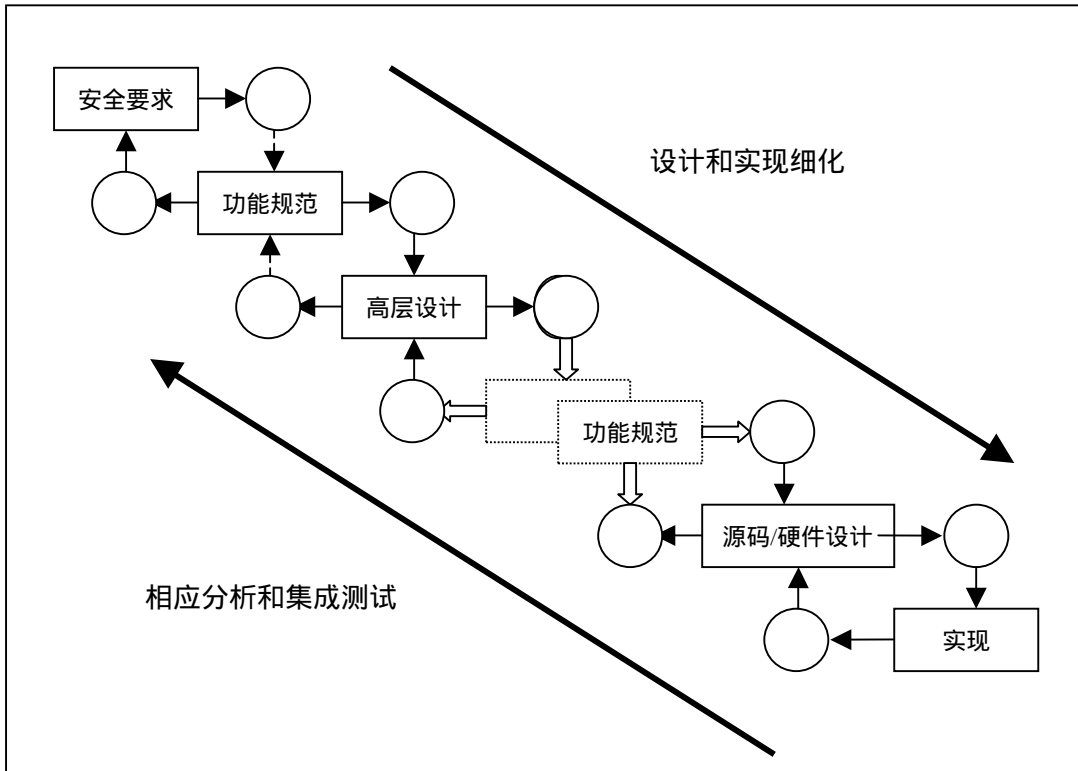 安全要求
设计和实现细化
功能规范
高层设计
功能规范
源码/硬件设计
相应分析和集成测试
实现